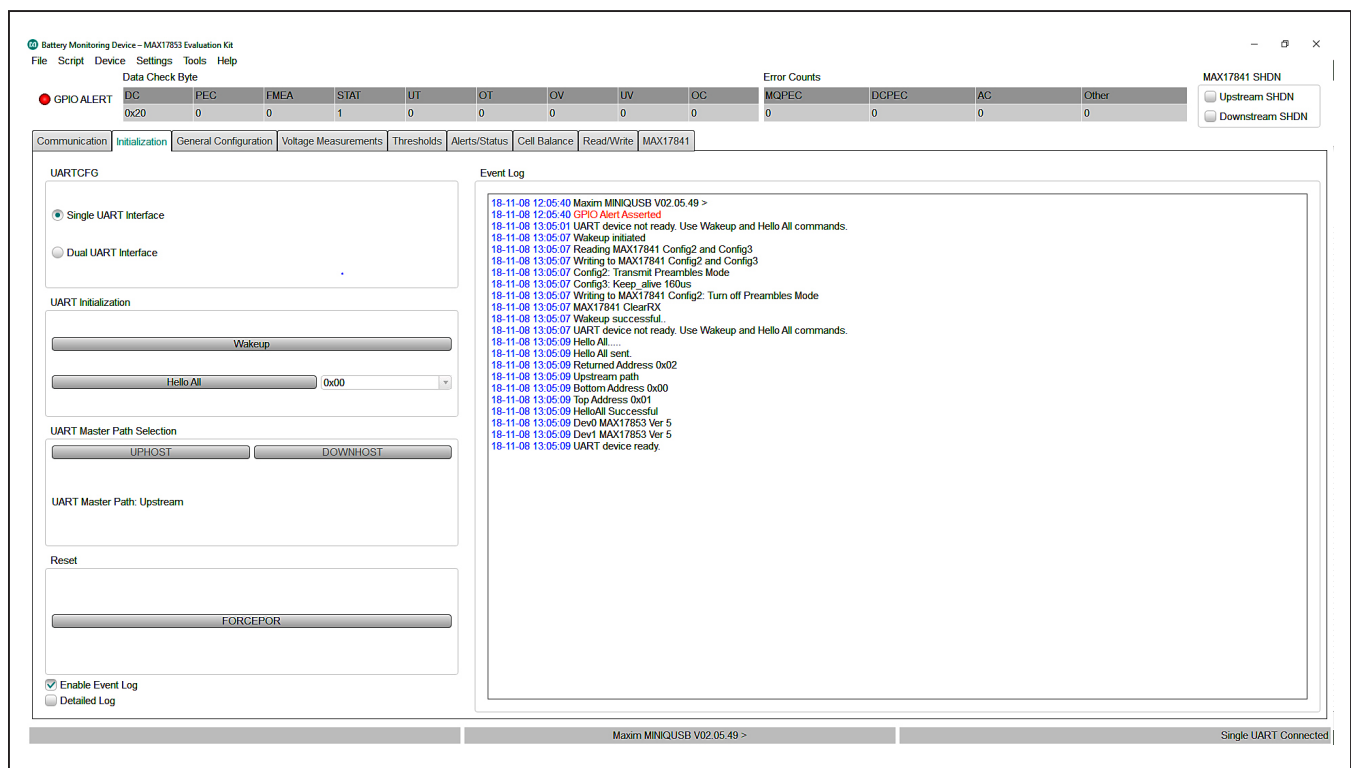 Battery Monitoring Device – MAX17853 Evaluation Kit
File Script Device Settings Tools Help
Data Check Byte
Error Counts
MAX17841 SHDN
GPIO ALERT
DC PEC FMEA STAT UT OT OV UV OC
0x20 0 0 1 0 0 0 0 0
MQPEC DCPEC AC Other
0 0 0 0
Upstream SHDN
Downstream SHDN
Communication Initialization General Configuration Voltage Measurements Thresholds Alerts/Status Cell Balance Read/Write MAX17841
UARTCFG
Single UART Interface
Dual UART Interface
UART Initialization
Wakeup
Hello All 0x00
UART Master Path Selection
UPHOST DOWNHOST
UART Master Path: Upstream
Reset
FORCEPOR
Enable Event Log
Detailed Log
Event Log
18-11-08 12:05:40 Maxim MINIQUSB V02.05.49 >
18-11-08 12:05:40 GPIO Alert Asserted
18-11-08 13:05:01 UART device not ready. Use Wakeup and Hello All commands.
18-11-08 13:05:07 Wakeup initiated
18-11-08 13:05:07 Reading MAX17841 Config2 and Config3
18-11-08 13:05:07 Writing to MAX17841 Config2 and Config3
18-11-08 13:05:07 Config2: Transmit Preambles Mode
18-11-08 13:05:07 Config3: Keep_alive 160us
18-11-08 13:05:07 Writing to MAX17841 Config2: Turn off Preambles Mode
18-11-08 13:05:07 MAX17841 ClearRX
18-11-08 13:05:07 Wakeup successful..
18-11-08 13:05:07 UART device not ready. Use Wakeup and Hello All commands.
18-11-08 13:05:09 Hello All.....
18-11-08 13:05:09 Hello All sent.
18-11-08 13:05:09 Returned Address 0x02
18-11-08 13:05:09 Upstream path
18-11-08 13:05:09 Bottom Address 0x00
18-11-08 13:05:09 Top Address 0x01
18-11-08 13:05:09 HelloAll Successful
18-11-08 13:05:09 Dev0 MAX17853 Ver 5
18-11-08 13:05:09 Dev1 MAX17853 Ver 5
18-11-08 13:05:09 UART device ready.
Maxim MINIQUSB V02.05.49 >
Single UART Connected